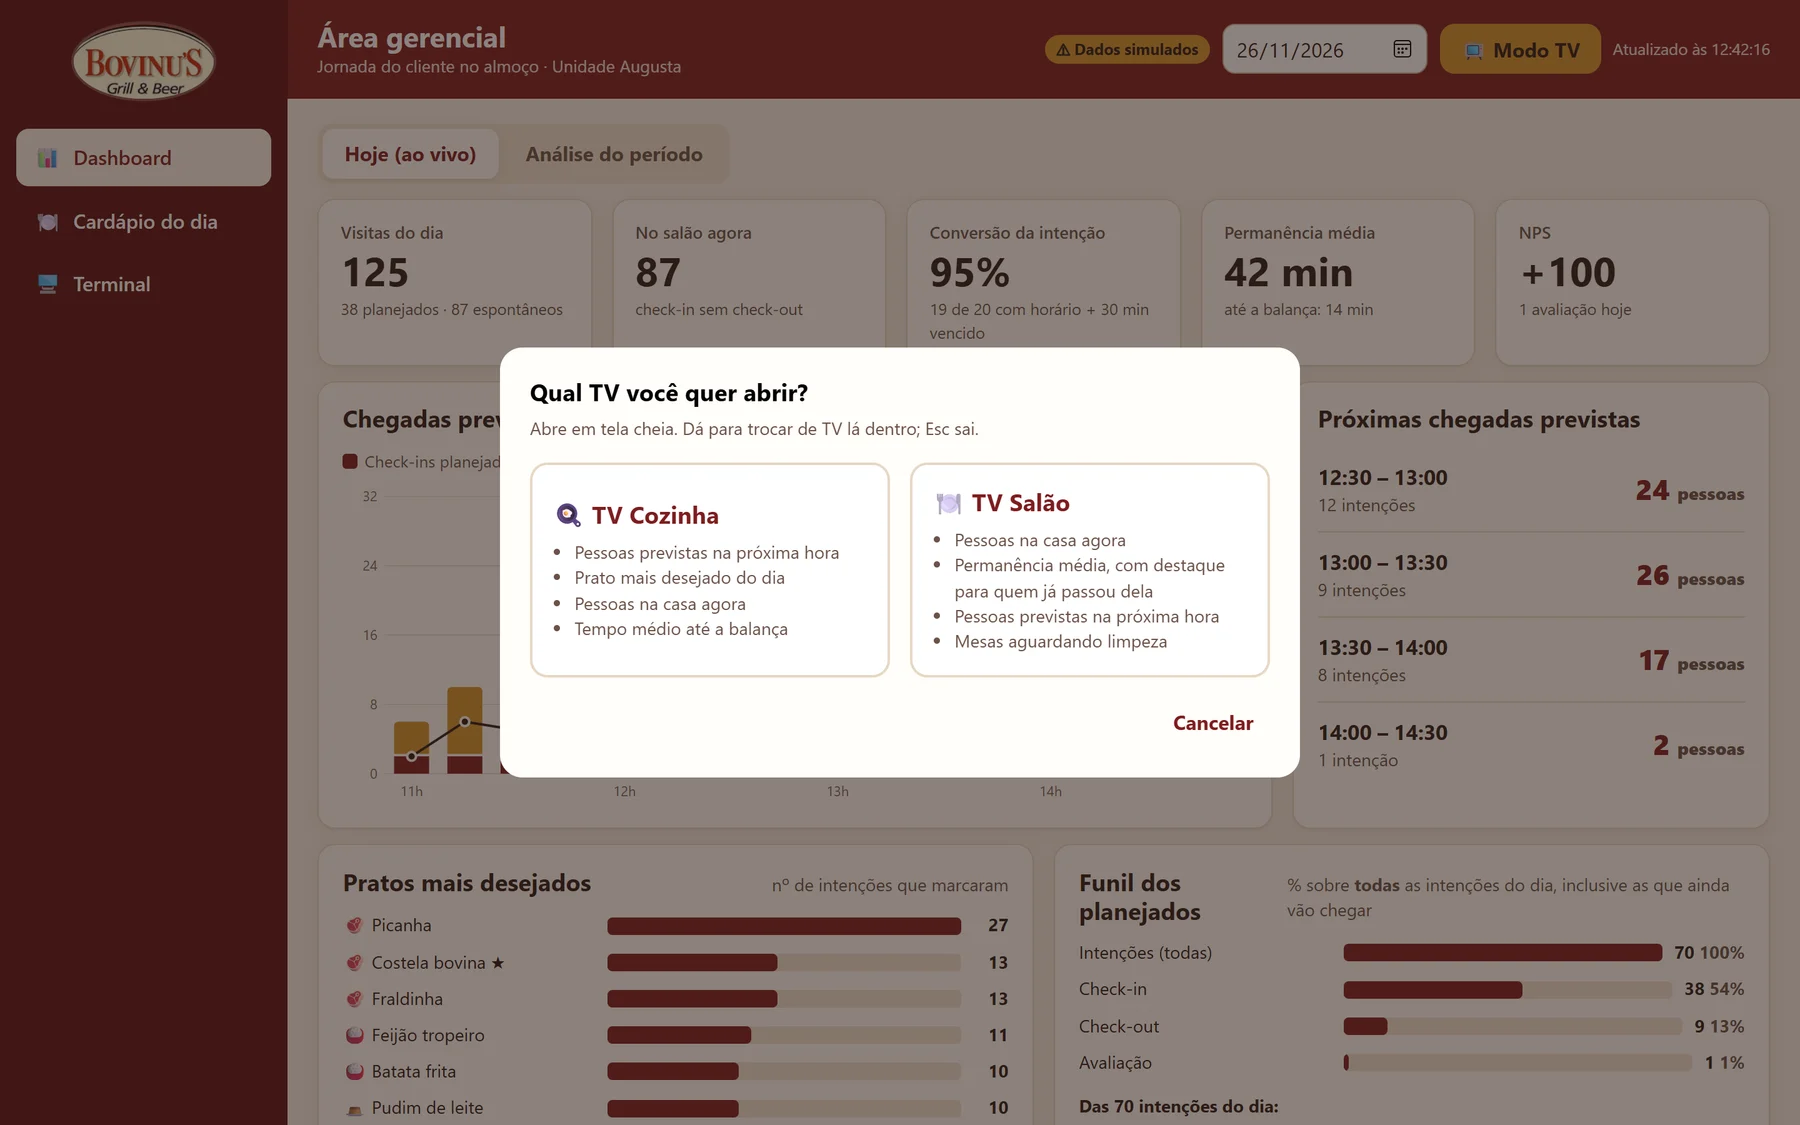 BOVINU'S
Grill & Beer
Dashboard
Cardápio do dia
Terminal
Área gerencial
Jornada do cliente no almoço · Unidade Augusta
⚠ Dados simulados
26/11/2026
Modo TV
Atualizado às 12:42:16
Hoje (ao vivo)
Análise do período
Visitas do dia
125
38 planejados · 87 espontâneos
No salão agora
87
check-in sem check-out
Conversão da intenção
95%
19 de 20 com horário + 30 min
vencido
Permanência média
42 min
até a balança: 14 min
NPS
+100
1 avaliação hoje
Chegadas prev
Check-ins planejad
32
24
16
8
0
11h
12h
13h
14h
Qual TV você quer abrir?
Abre em tela cheia. Dá para trocar de TV lá dentro; Esc sai.
TV Cozinha
• Pessoas previstas na próxima hora
• Prato mais desejado do dia
• Pessoas na casa agora
• Tempo médio até a balança
TV Salão
• Pessoas na casa agora
• Permanência média, com destaque
para quem já passou dela
• Pessoas previstas na próxima hora
• Mesas aguardando limpeza
Cancelar
Próximas chegadas previstas
12:30 – 13:00
12 intenções
24 pessoas
13:00 – 13:30
9 intenções
26 pessoas
13:30 – 14:00
8 intenções
17 pessoas
14:00 – 14:30
1 intenção
2 pessoas
Pratos mais desejados
nº de intenções que marcaram
Picanha 27
Costela bovina ★ 13
Fraldinha 13
Feijão tropeiro 11
Batata frita 10
Pudim de leite 10
Funil dos
planejados
% sobre todas as intenções do dia, inclusive as que ainda
vão chegar
Intenções (todas) 70 100%
Check-in 38 54%
Check-out 9 13%
Avaliação 1 1%
Das 70 intenções do dia: